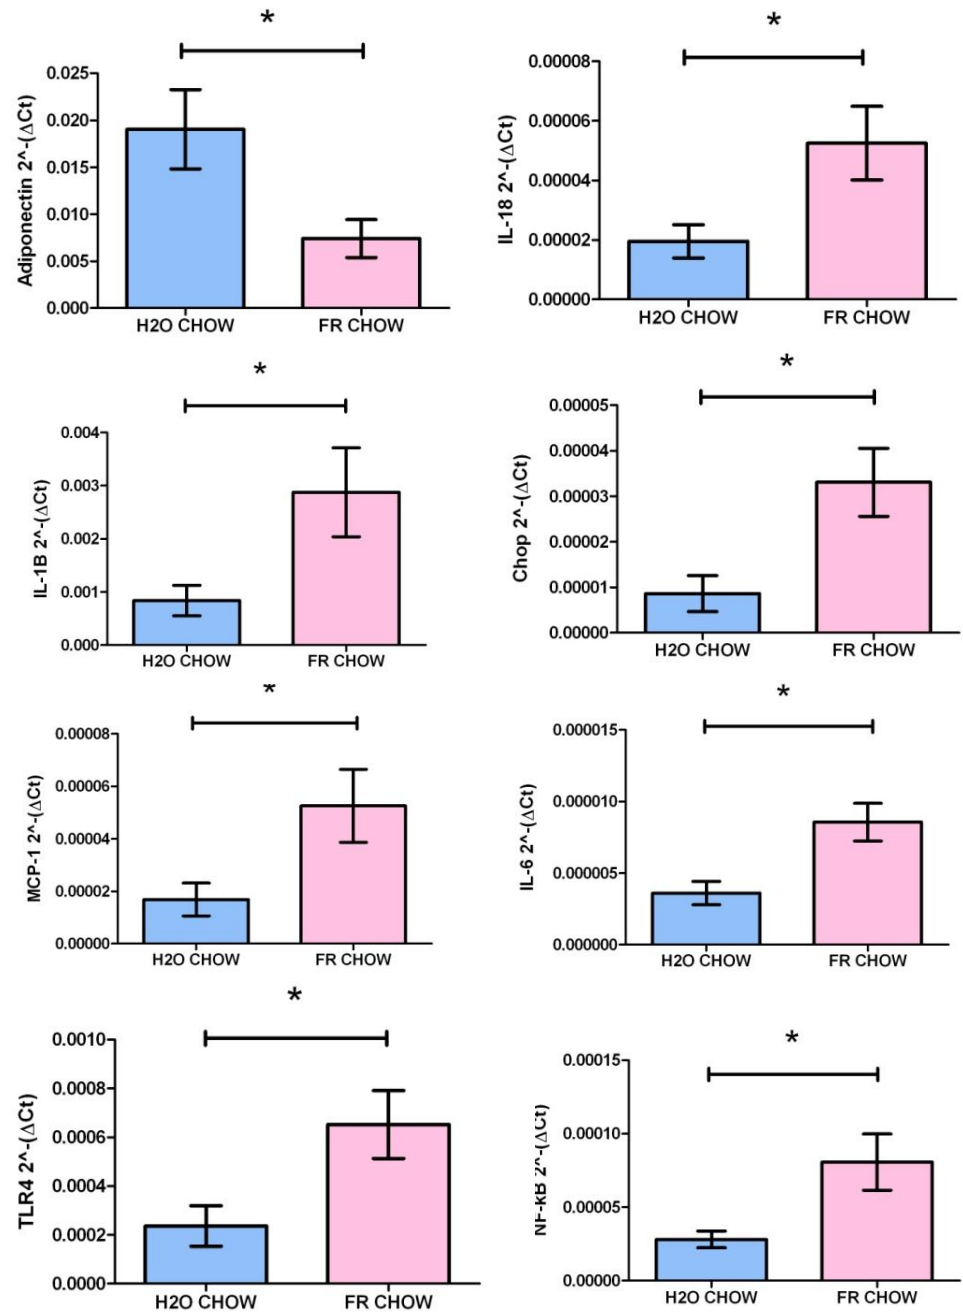 *
Adiponectin 2^-(ΔCt)
0.025
0.020
0.015
0.010
0.005
0.000
H2O CHOW
FR CHOW
*
IL-18 2^-(ΔCt)
0.00008
0.00006
0.00004
0.00002
0.00000
H2O CHOW
FR CHOW
*
IL-1B 2^-(ΔCt)
0.004
0.003
0.002
0.001
0.000
H2O CHOW
FR CHOW
*
Chop 2^-(ΔCt)
0.00005
0.00004
0.00003
0.00002
0.00001
0.00000
H2O CHOW
FR CHOW
*
MCP-1 2^-(ΔCt)
0.00008
0.00006
0.00004
0.00002
0.00000
H2O CHOW
FR CHOW
*
IL-6 2^-(ΔCt)
0.000015
0.000010
0.000005
0.000000
H2O CHOW
FR CHOW
*
TLR4 2^-(ΔCt)
0.0010
0.0008
0.0006
0.0004
0.0002
0.0000
H2O CHOW
FR CHOW
*
NF-kB 2^-(ΔCt)
0.00015
0.00010
0.00005
0.00000
H2O CHOW
FR CHOW